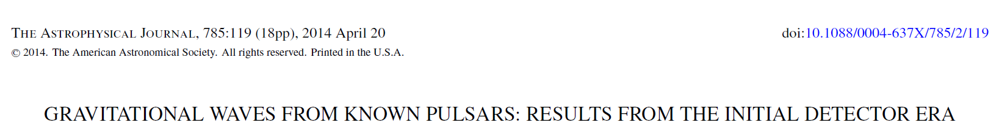 The Astrophysical Journal, 785:119 (18pp), 2014 April 20 doi:10.1088/0004-637X/785/2/119
© 2014. The American Astronomical Society. All rights reserved. Printed in the U.S.A.
GRAVITATIONAL WAVES FROM KNOWN PULSARS: RESULTS FROM THE INITIAL DETECTOR ERA